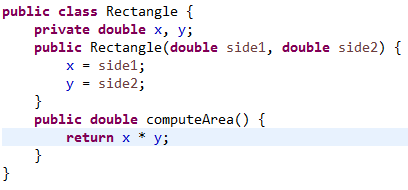 public class Rectangle {
    private double x, y;
    public Rectangle(double side1, double side2) {
        x = side1;
        y = side2;
    }
    public double computeArea() {
        return x * y;
    }
}